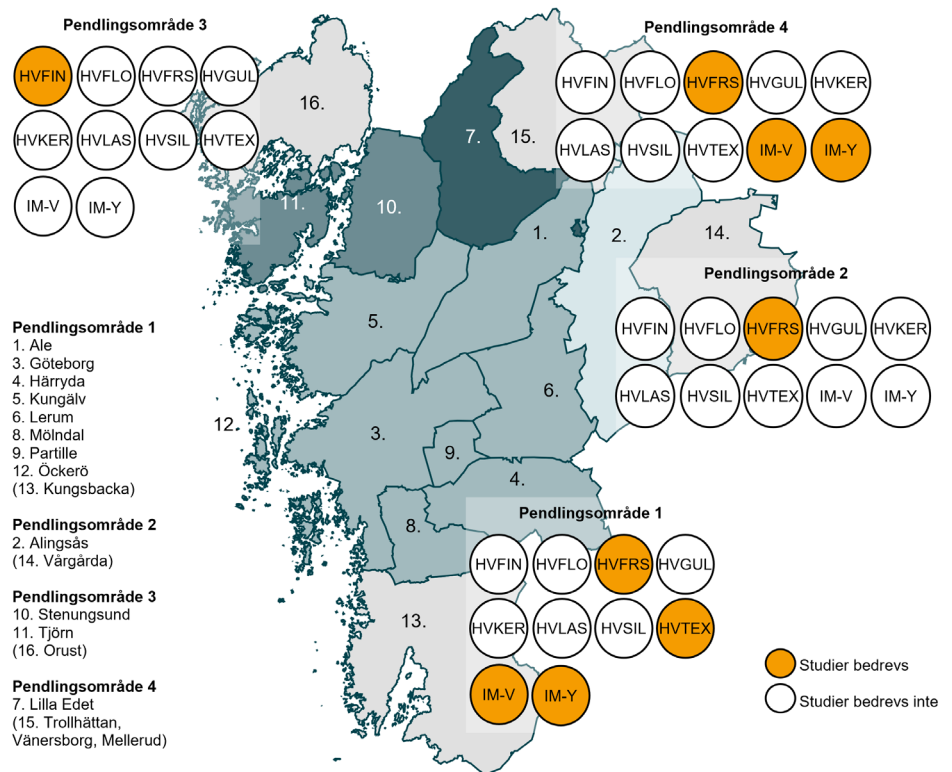 Pendlingsområde 3
HVFIN HVFLO HVFRS HVGUL
HVKER HVLAS HVSIL HVTEX
IM-V IM-Y
Pendlingsområde 4
HVFIN HVFLO HVFRS HVGUL HVKER
HVLAS HVSIL HVTEX IM-V IM-Y
16.
7.
15.
11.
10.
1.
2.
14.
Pendlingsområde 2
HVFIN HVFLO HVFRS HVGUL HVKER
HVLAS HVSIL HVTEX IM-V IM-Y
5.
6.
12.
3.
9.
4.
8.
13.
Pendlingsområde 1
HVFIN HVFLO HVFRS HVGUL
HVKER HVLAS HVSIL HVTEX
IM-V IM-Y
Pendlingsområde 1
1. Ale
3. Göteborg
4. Härryda
5. Kungälv
6. Lerum
8. Mölndal
9. Partille
12. Öckerö
(13. Kungsbacka)
Pendlingsområde 2
2. Alingsås
(14. Vårgårda)
Pendlingsområde 3
10. Stenungsund
11. Tjörn
(16. Orust)
Pendlingsområde 4
7. Lilla Edet
(15. Trollhättan,
Vänersborg, Mellerud)
Studier bedrevs
Studier bedrevs inte